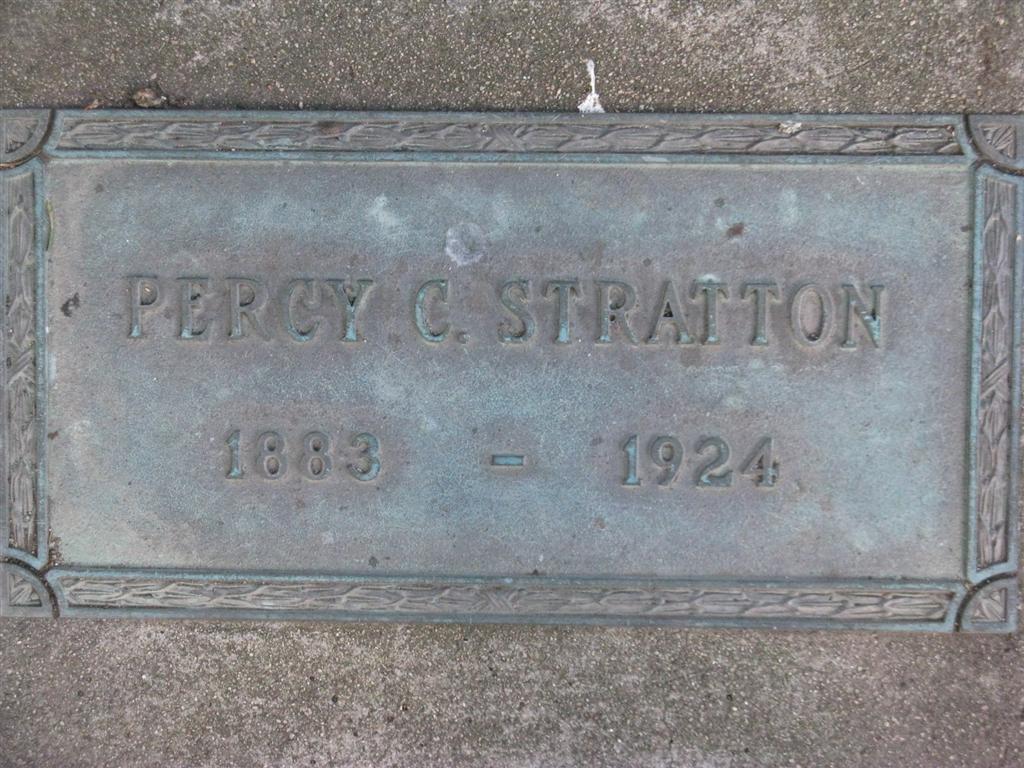 PERCY C. STRATTON
1883 - 1924